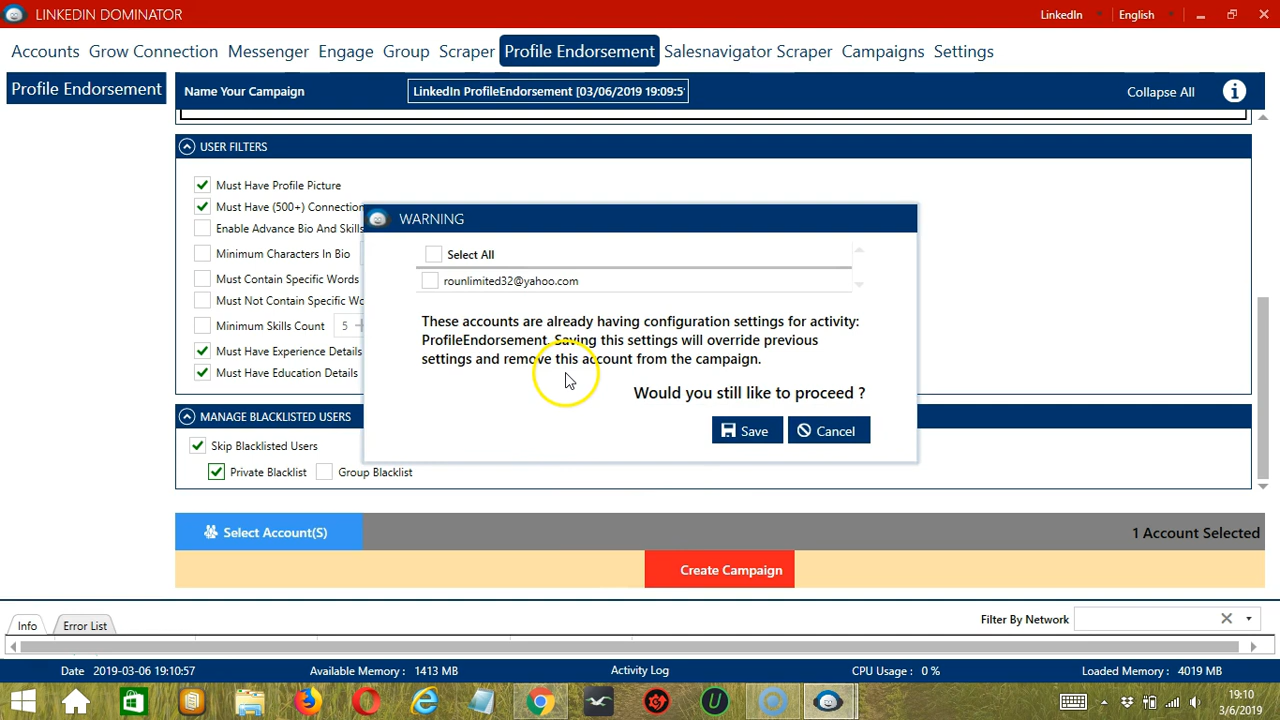 LINKEDIN DOMINATOR
LinkedIn
English
Accounts Grow Connection Messenger Engage Group Scraper Profile Endorsement Salesnavigator Scraper Campaigns Settings
Profile Endorsement
Name Your Campaign
LinkedIn ProfileEndorsement [03/06/2019 19:09:5
Collapse All
USER FILTERS
Must Have Profile Picture
Must Have (500+) Connection
Enable Advance Bio And Skills
Minimum Characters In Bio
Must Contain Specific Words
Must Not Contain Specific Wo
Minimum Skills Count 5
Must Have Experience Details
Must Have Education Details
WARNING
Select All
rounlimited32@yahoo.com
These accounts are already having configuration settings for activity:
ProfileEndorsement. Saving this settings will override previous
settings and remove this account from the campaign.
Would you still like to proceed ?
Save
Cancel
MANAGE BLACKLISTED USERS
Skip Blacklisted Users
Private Blacklist
Group Blacklist
Select Account(S)
1 Account Selected
Create Campaign
Info
Error List
Filter By Network
Date 2019-03-06 19:10:57
Available Memory : 1413 MB
Activity Log
CPU Usage : 0 %
Loaded Memory : 4019 MB
19:10
3/6/2019